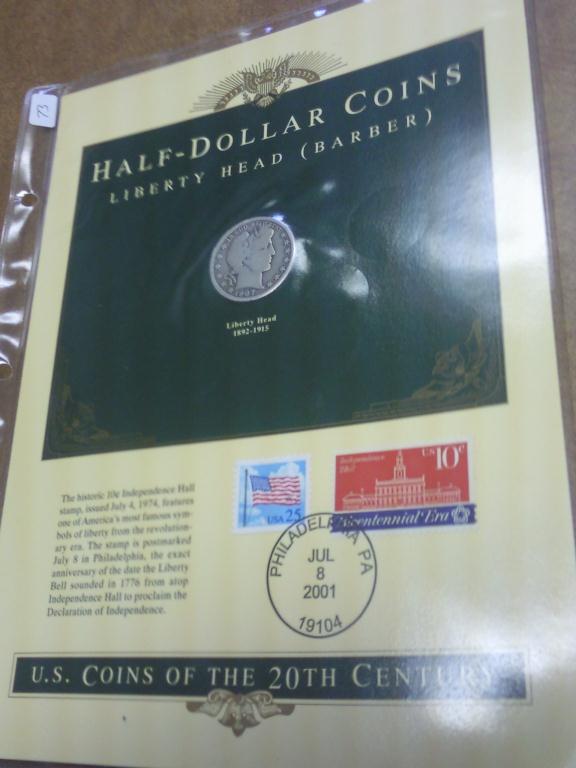 73
HALF-DOLLAR COINS
LIBERTY HEAD (BARBER)
1907
Liberty Head
1892-1915
The historic 10¢ Independence Hall
stamp, issued July 4, 1974, features
one of America's most famous sym-
bols of liberty from the revolution-
ary era. The stamp is postmarked
July 8 in Philadelphia, the exact
anniversary of the date the Liberty
Bell sounded in 1776 from atop
Independence Hall to proclaim the
Declaration of Independence.
USA 25
Independence
Hall
US 10c
Bicentennial Era
PHILADELPHIA PA
JUL
8
2001
19104
U.S. COINS OF THE 20TH CENTURY